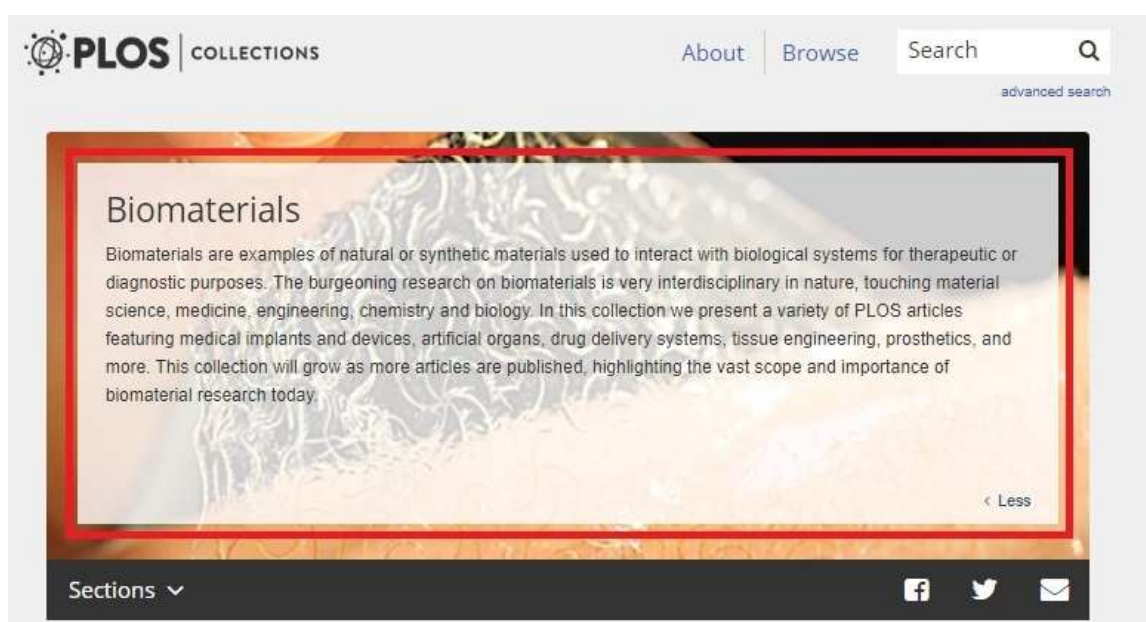 PLOS COLLECTIONS
About Browse Search
advanced search
Biomaterials
Biomaterials are examples of natural or synthetic materials used to interact with biological systems for therapeutic or
diagnostic purposes. The burgeoning research on biomaterials is very interdisciplinary in nature, touching material
science, medicine, engineering, chemistry and biology. In this collection we present a variety of PLOS articles
featuring medical implants and devices, artificial organs, drug delivery systems, tissue engineering, prosthetics, and
more. This collection will grow as more articles are published, highlighting the vast scope and importance of
biomaterial research today.
< Less
Sections